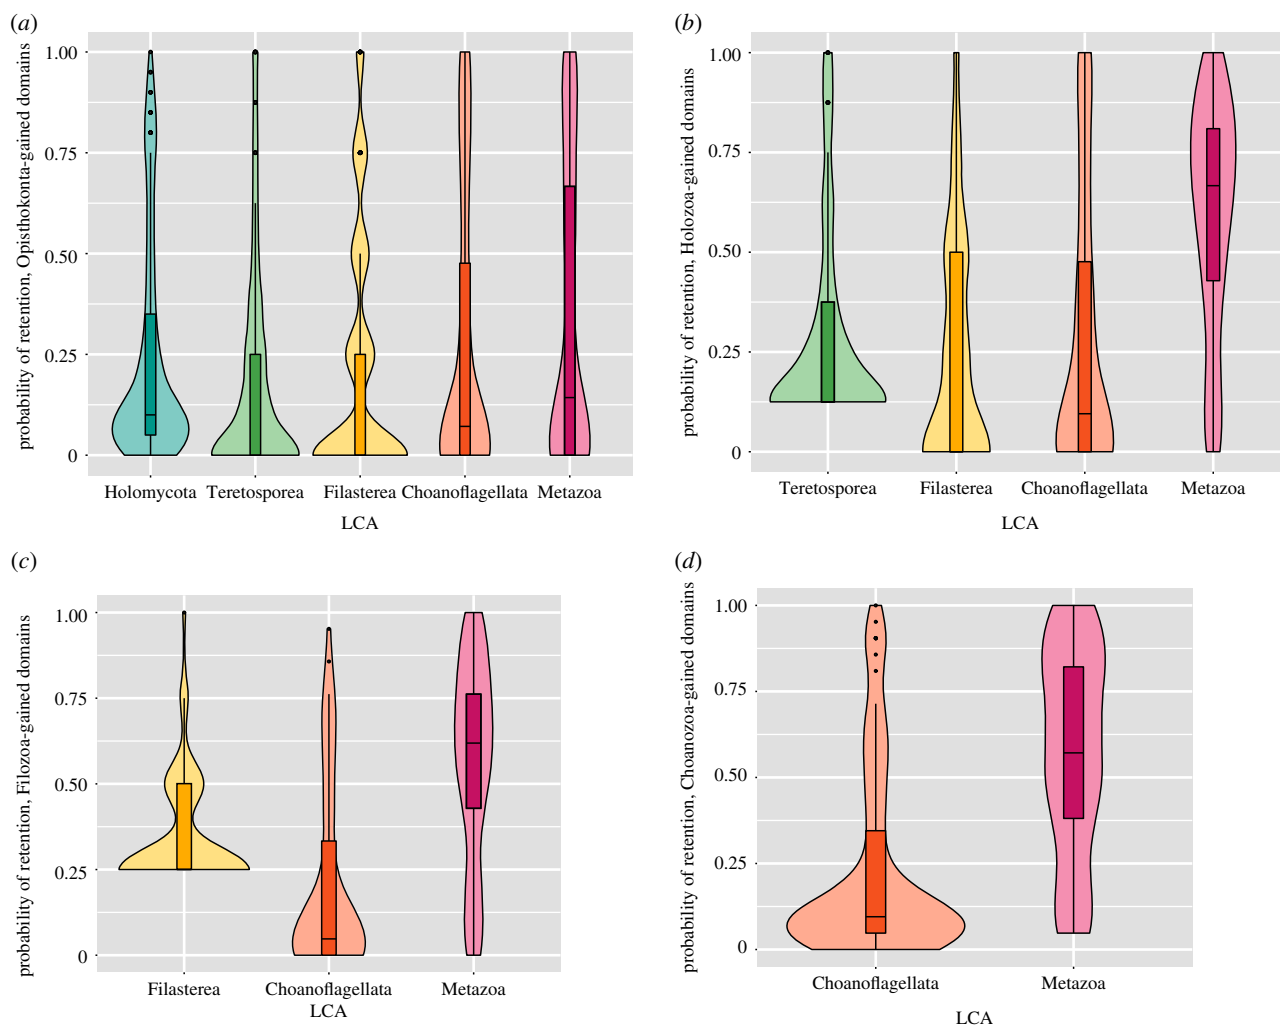 (a)
probability of retention, Opisthokonta-gained domains
1.00
0.75
0.50
0.25
0
Holomycota Teretosporea Filasterea Choanoflagellata Metazoa
LCA
(b)
probability of retention, Holozoa-gained domains
1.00
0.75
0.50
0.25
0
Teretosporea Filasterea Choanoflagellata Metazoa
LCA
(c)
probability of retention, Filozoa-gained domains
1.00
0.75
0.50
0.25
0
Filasterea Choanoflagellata Metazoa
LCA
(d)
probability of retention, Choanozoa-gained domains
1.00
0.75
0.50
0.25
0
Choanoflagellata Metazoa
LCA